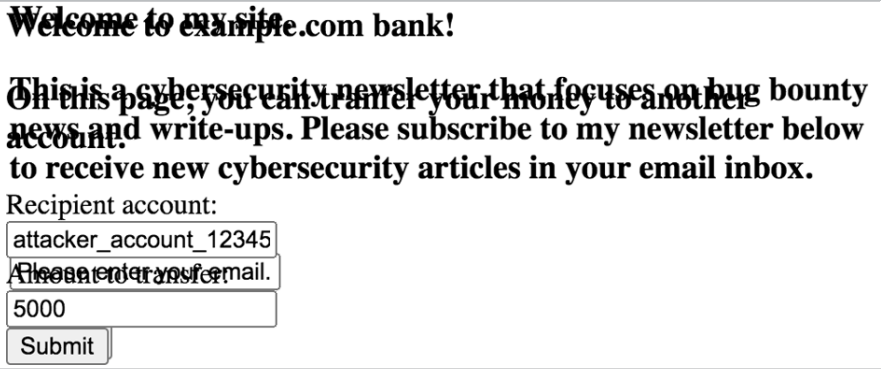 Welcome to my site.
Welcome to example.com bank!
This is a cybersecurity newsletter that focuses on bug bounty
news and write-ups. Please subscribe to my newsletter below
to receive new cybersecurity articles in your email inbox.
On this page, you can tranfer your money to another
account.
Recipient account:
attacker_account_12345
Please enter your email.
Amount to transfer:
5000
Submit